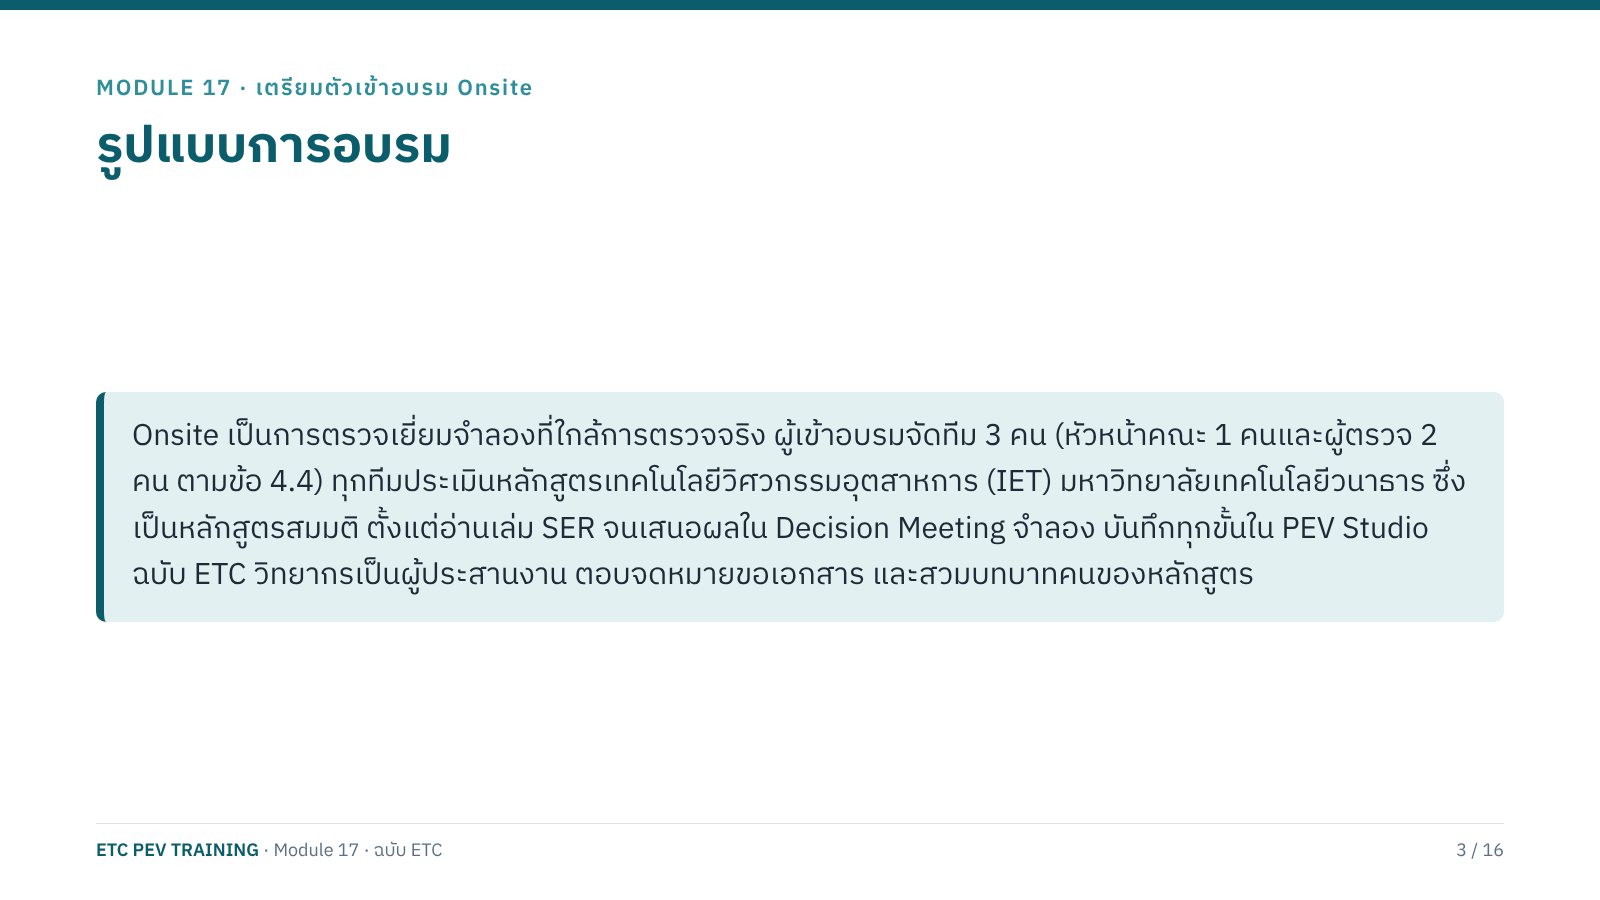 MODULE 17 · เตรียมตัวเข้าอบรม Onsite
รูปแบบการอบรม
Onsite เป็นการตรวจเยี่ยมจำลองที่ใกล้การตรวจจริง ผู้เข้าอบรมจัดทีม 3 คน (หัวหน้าคณะ 1 คนและผู้ตรวจ 2
คน ตามข้อ 4.4) ทุกทีมประเมินหลักสูตรเทคโนโลยีวิศวกรรมอุตสาหการ (IET) มหาวิทยาลัยเทคโนโลยีวนาธาร ซึ่ง
เป็นหลักสูตรสมมติ ตั้งแต่อ่านเล่ม SER จนเสนอผลใน Decision Meeting จำลอง บันทึกทุกขั้นใน PEV Studio
ฉบับ ETC วิทยากรเป็นผู้ประสานงาน ตอบจดหมายขอเอกสาร และสวมบทบาทคนของหลักสูตร
ETC PEV TRAINING · Module 17 · ฉบับ ETC
3 / 16